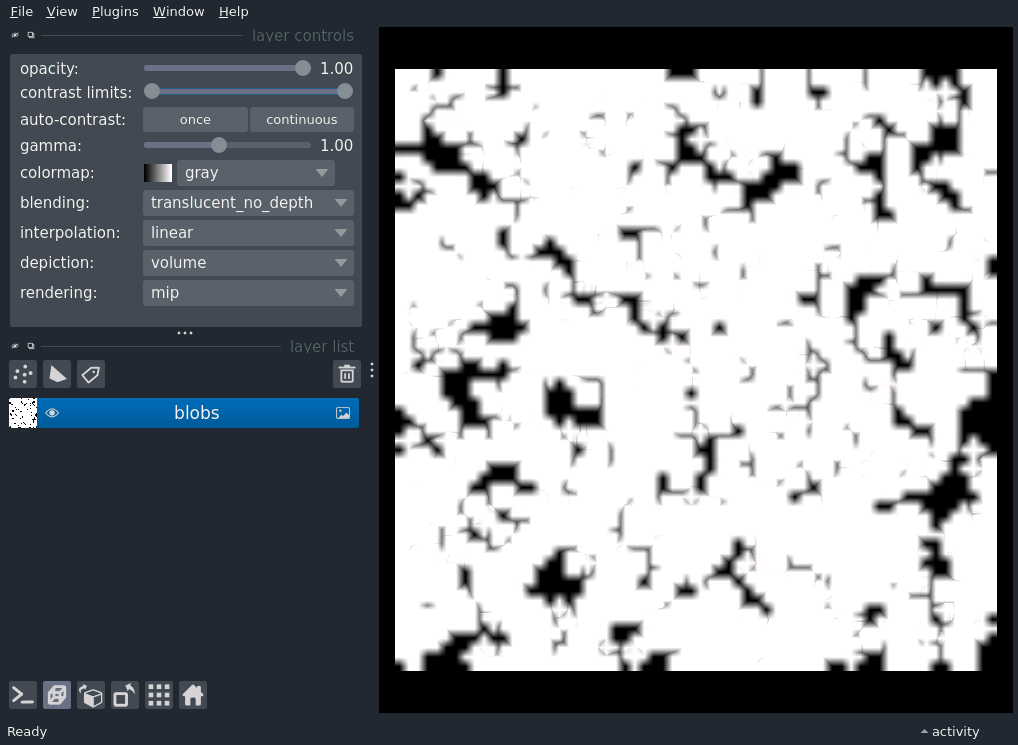 File View Plugins Window Help
layer controls
opacity: 1.00
contrast limits:
auto-contrast: once continuous
gamma: 1.00
colormap: gray
blending: translucent_no_depth
interpolation: linear
depiction: volume
rendering: mip
layer list
blobs
Ready activity